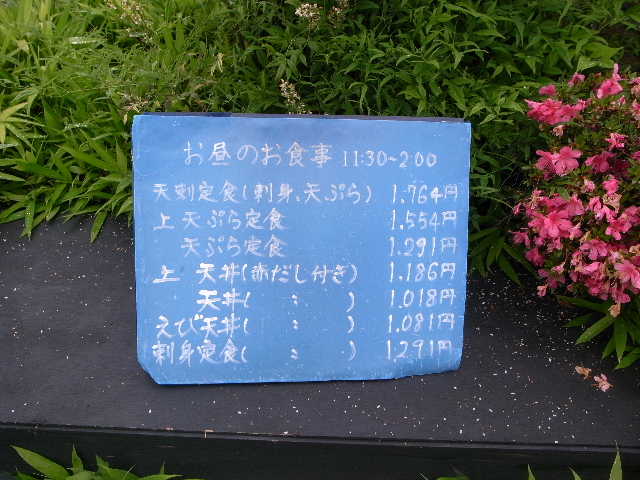 お昼のお食事 11:30~2:00
天刺定食(刺身、天ぷら) 1.764円
上 天ぷら定食 1.554円
天ぷら定食 1.291円
上 天丼(赤だし付き) 1.186円
天丼( 〃 ) 1.018円
えび天丼( 〃 ) 1.081円
刺身定食( 〃 ) 1.291円